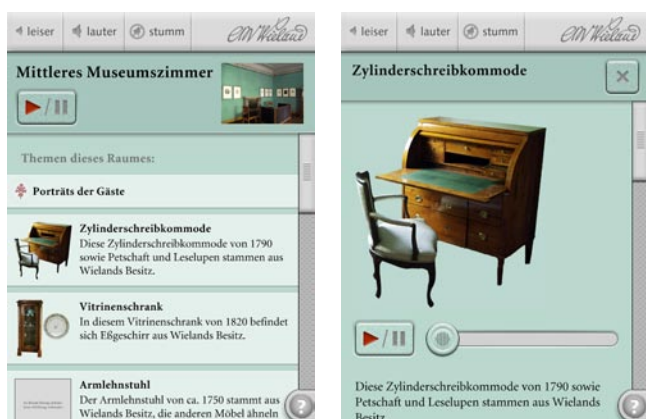 leiser lauter stumm CMWieland
Mittleres Museumszimmer
Themen dieses Raumes:
Porträts der Gäste
Zylinderschreibkommode
Diese Zylinderschreibkommode von 1790
sowie Petschaft und Leselupen stammen aus
Wielands Besitz.
Vitrinenschrank
In diesem Vitrinenschrank von 1820 befindet
sich Eßgeschirr aus Wielands Besitz.
Armlehnstuhl
Der Armlehnstuhl von ca. 1750 stammt aus
Wielands Besitz, die anderen Möbel ähneln
?
leiser lauter stumm CMWieland
Zylinderschreibkommode
Diese Zylinderschreibkommode von 1790 sowie
Petschaft und Leselupen stammen aus Wielands
Besitz.
?